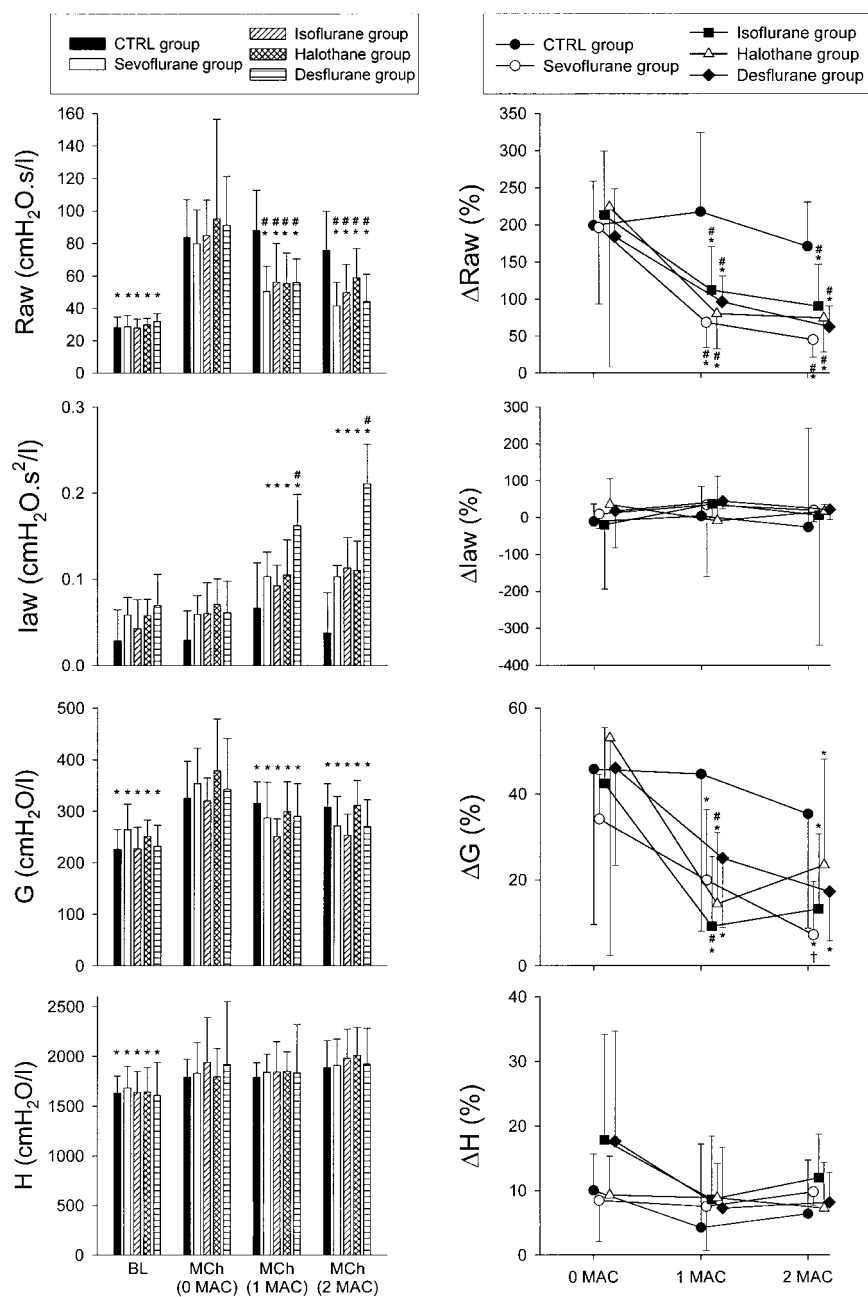 CTRL group
Sevoflurane group
Isoflurane group
Halothane group
Desflurane group
CTRL group
Sevoflurane group
Isoflurane group
Halothane group
Desflurane group
Raw (cmH₂O.s/l)
160
140
120
100
80
60
40
20
0
* * * * *
# # # #
* * * *
# # # #
* * * *
ΔRaw (%)
350
300
250
200
150
100
50
0
#
*
#
*
#
*
#
*
#
*
#
*
#
*
#
*
Iaw (cmH₂O.s²/l)
0.3
0.2
0.1
0.0
#
* * * *
#
* * * *
ΔIaw (%)
300
200
100
0
-100
-200
-300
-400
G (cmH₂O/l)
500
400
300
200
100
0
* * * * *
* * * * *
* * * * *
ΔG (%)
60
40
20
0
*
#
*
#
*
*
*
*
*
†
*
H (cmH₂O/l)
2500
2000
1500
1000
500
0
* * * * *
BL
MCh
(0 MAC)
MCh
(1 MAC)
MCh
(2 MAC)
ΔH (%)
40
30
20
10
0
0 MAC
1 MAC
2 MAC